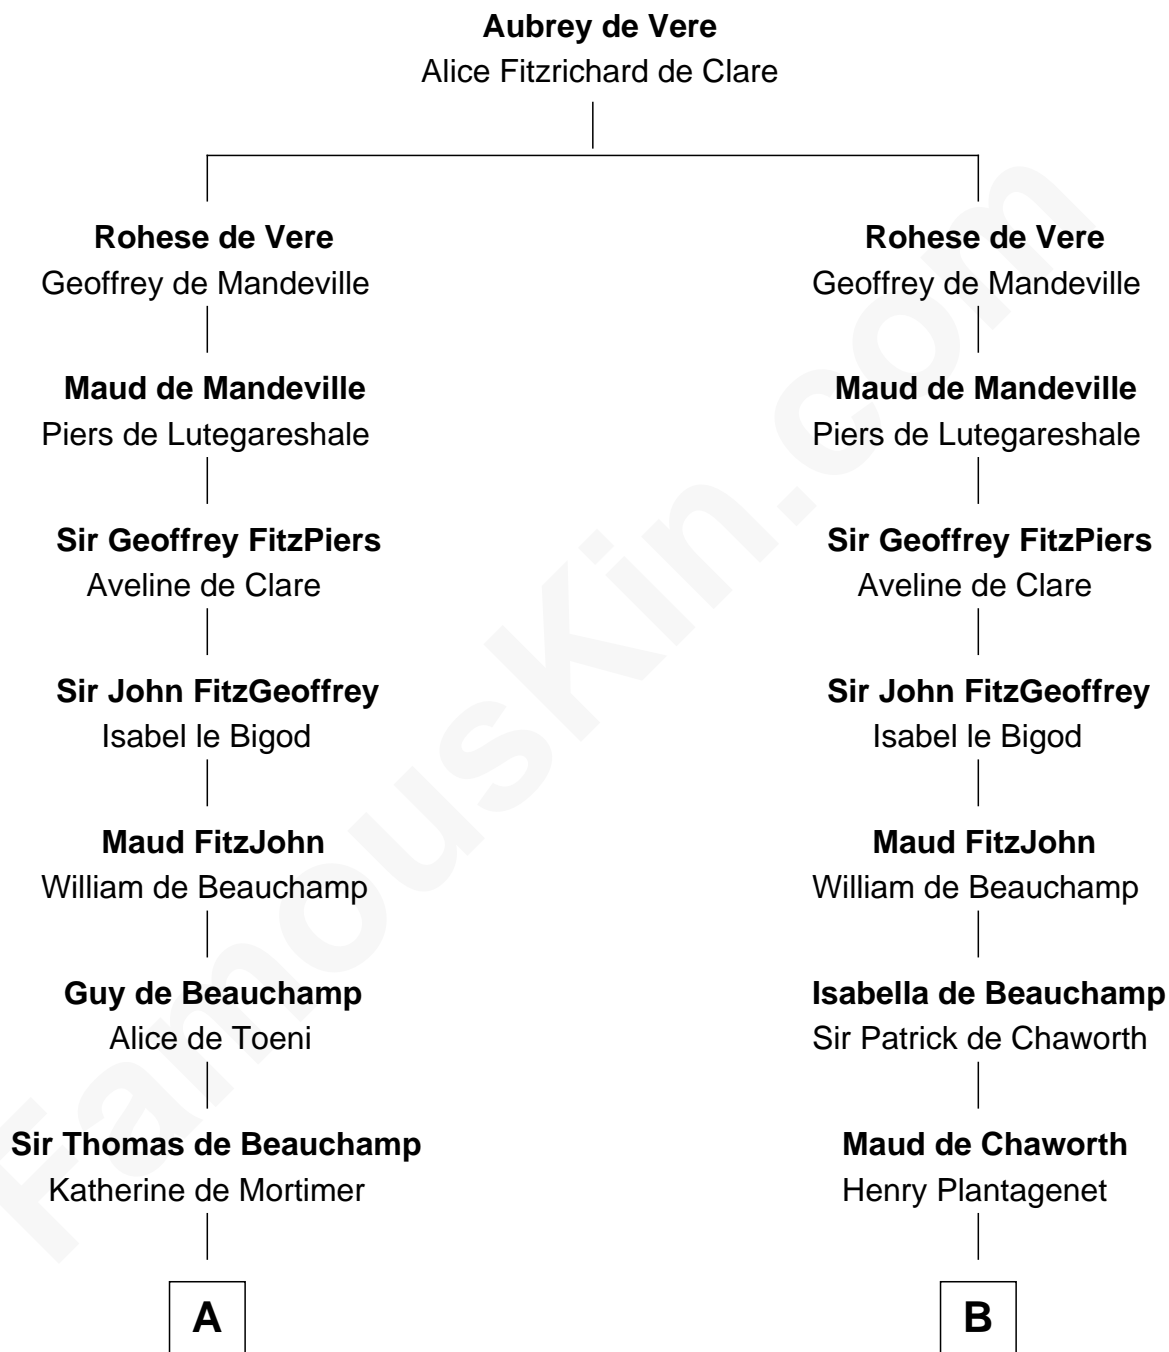 Aubrey de Vere
Alice Fitzrichard de Clare
Rohese de Vere
Geoffrey de Mandeville
Rohese de Vere
Geoffrey de Mandeville
Maud de Mandeville
Piers de Lutegareshale
Maud de Mandeville
Piers de Lutegareshale
Sir Geoffrey FitzPiers
Aveline de Clare
Sir Geoffrey FitzPiers
Aveline de Clare
Sir John FitzGeoffrey
Isabel le Bigod
Sir John FitzGeoffrey
Isabel le Bigod
Maud FitzJohn
William de Beauchamp
Maud FitzJohn
William de Beauchamp
Guy de Beauchamp
Alice de Toeni
Isabella de Beauchamp
Sir Patrick de Chaworth
Sir Thomas de Beauchamp
Katherine de Mortimer
Maud de Chaworth
Henry Plantagenet
A
B
FamousKin.com